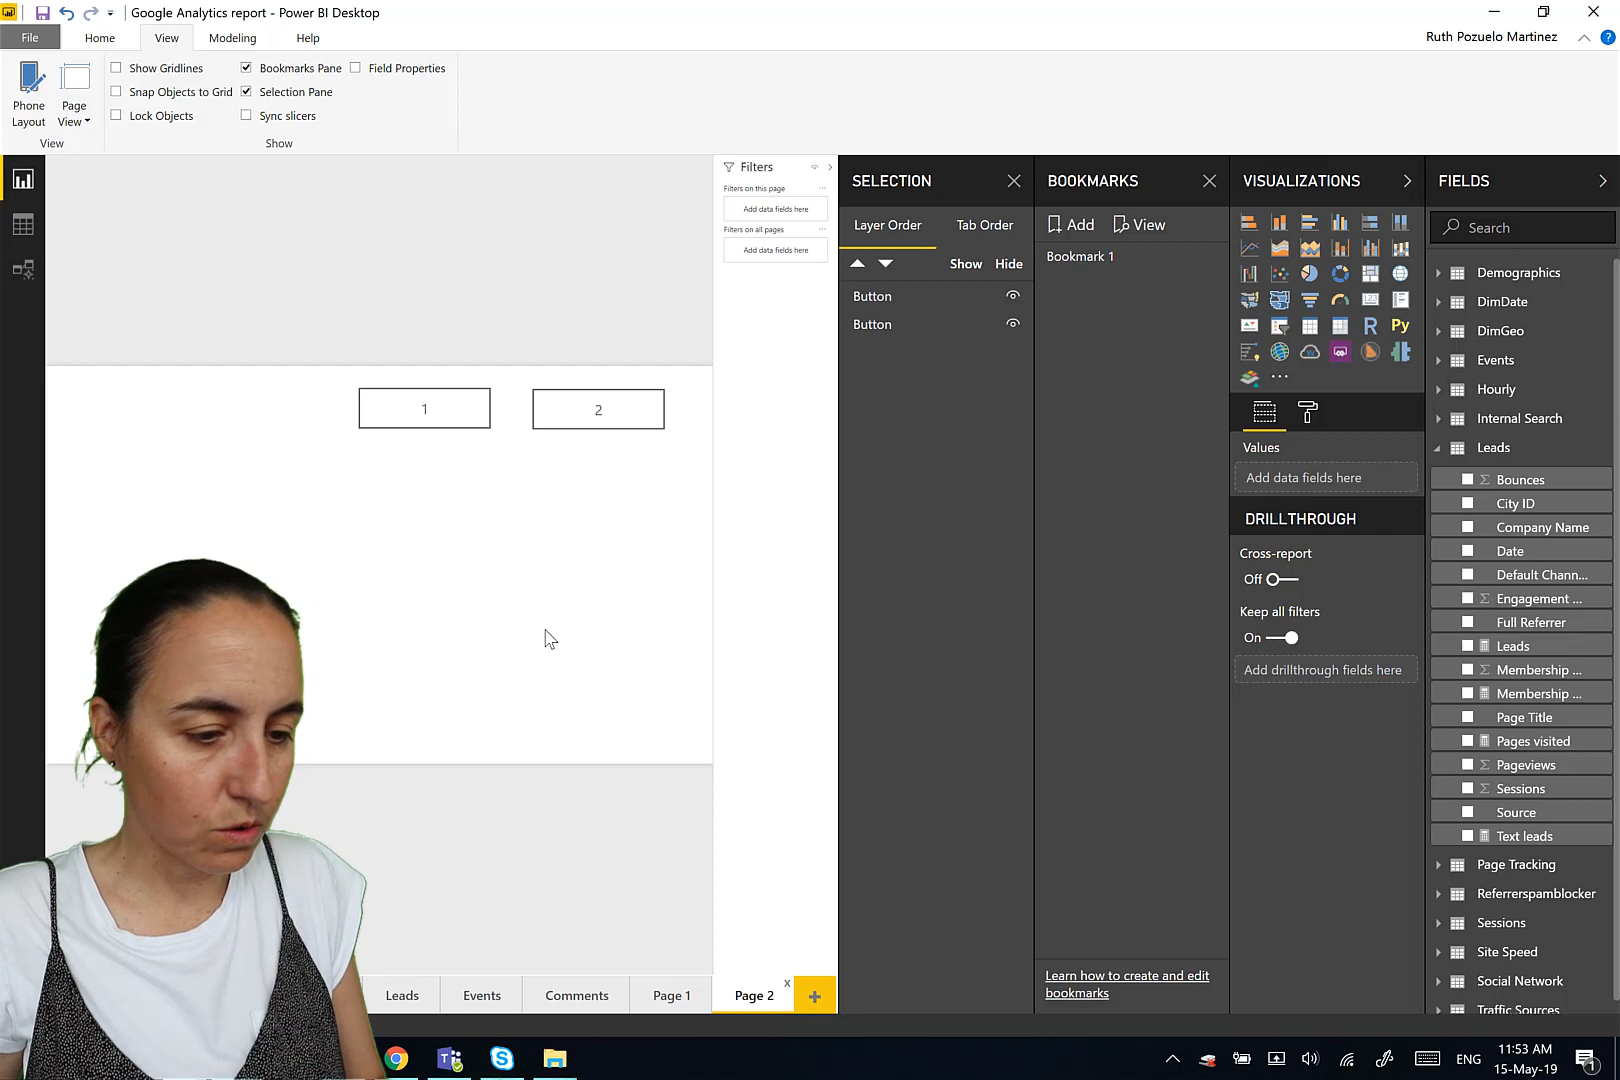 Google Analytics report - Power BI Desktop
File
Home
View
Modeling
Help
Ruth Pozuelo Martinez
?
Phone
Layout
Page
View
View
Show Gridlines
Snap Objects to Grid
Lock Objects
Bookmarks Pane
Selection Pane
Sync slicers
Field Properties
Show
1
2
Filters
Filters on this page
Add data fields here
Filters on all pages
Add data fields here
SELECTION
Layer Order
Tab Order
Show
Hide
Button
Button
BOOKMARKS
Add
View
Bookmark 1
Learn how to create and edit
bookmarks
VISUALIZATIONS
123
R
Py
Values
Add data fields here
DRILLTHROUGH
Cross-report
Off
Keep all filters
On
Add drillthrough fields here
FIELDS
Search
Demographics
DimDate
DimGeo
Events
Hourly
Internal Search
Leads
Σ Bounces
City ID
Company Name
Date
Default Chann...
Σ Engagement ...
Full Referrer
Leads
Σ Membership ...
Membership ...
Page Title
Pages visited
Σ Pageviews
Σ Sessions
Source
Text leads
Page Tracking
Referrerspamblocker
Sessions
Site Speed
Social Network
Traffic Sources
Leads
Events
Comments
Page 1
Page 2
x
+
ENG
11:53 AM
15-May-19
1